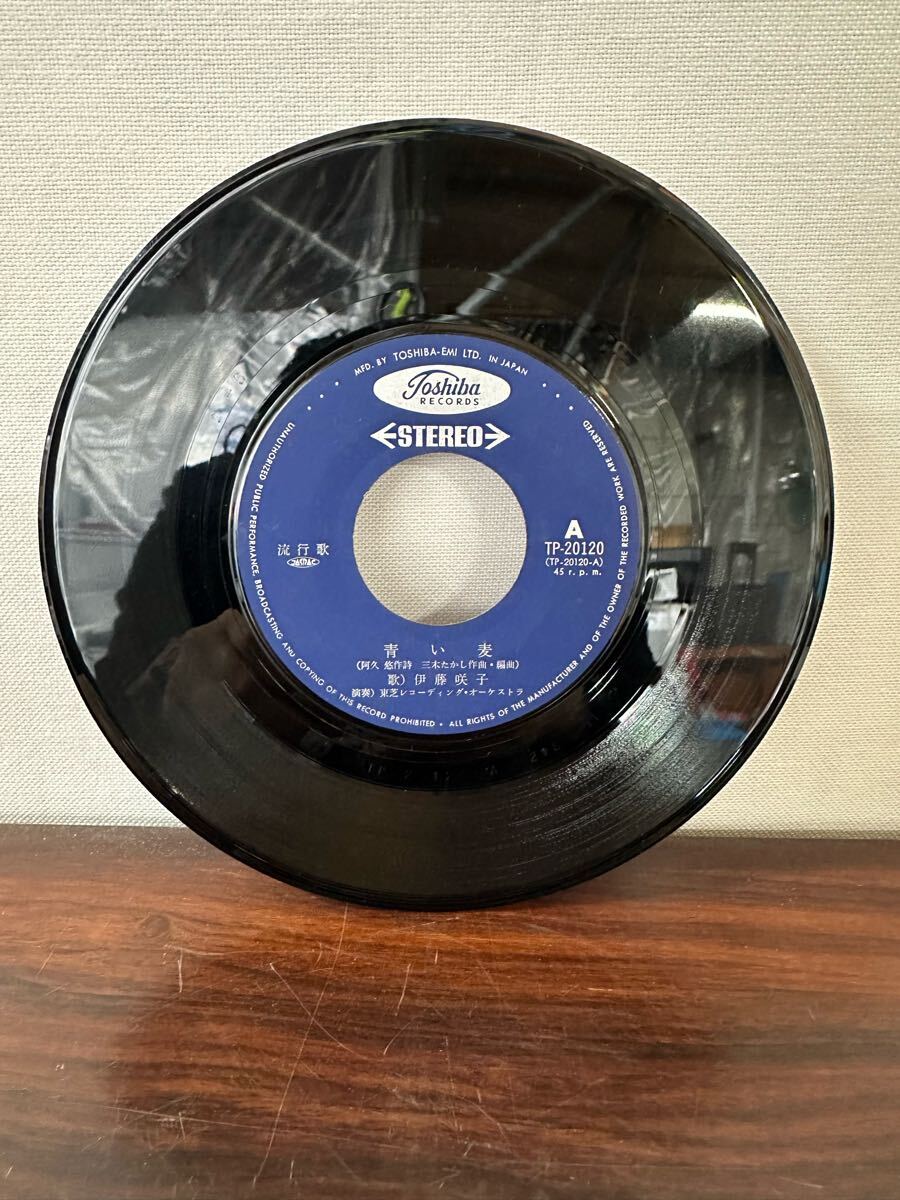 MFD. BY TOSHIBA-EMI LTD. IN JAPAN
Toshiba
RECORDS
STEREO
A
TP-20120
(TP-20120-A)
45 r.p.m.
流行歌
JASRAC
青い麦
(阿久 悠作詩 三木たかし作曲・編曲)
歌) 伊藤咲子
演奏) 東芝レコーディング・オーケストラ
UNAUTHORIZED PUBLIC PERFORMANCE, BROADCASTING AND COPYING OF THIS RECORD PROHIBITED • ALL RIGHTS OF THE MANUFACTURER AND OF THE OWNER OF THE RECORDED WORK ARE RESERVED